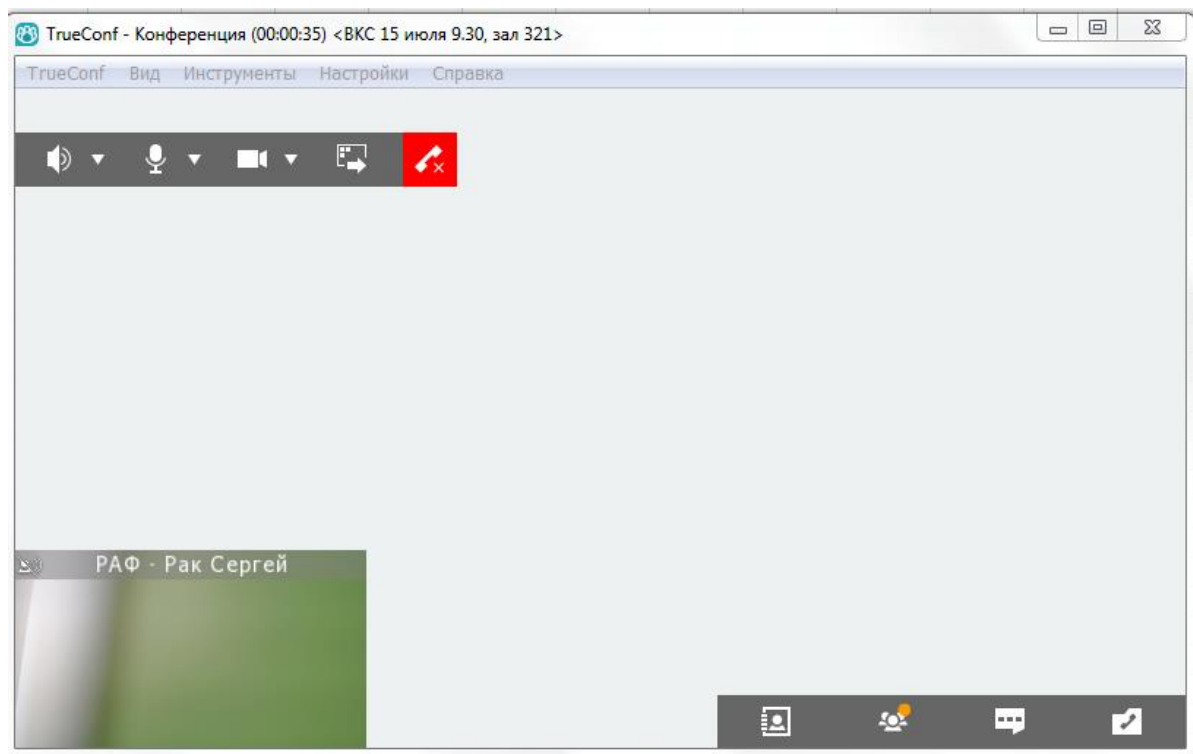 TrueConf - Конференция (00:00:35) <ВКС 15 июля 9.30, зал 321>
TrueConf Вид Инструменты Настройки Справка
РАФ - Рак Сергей